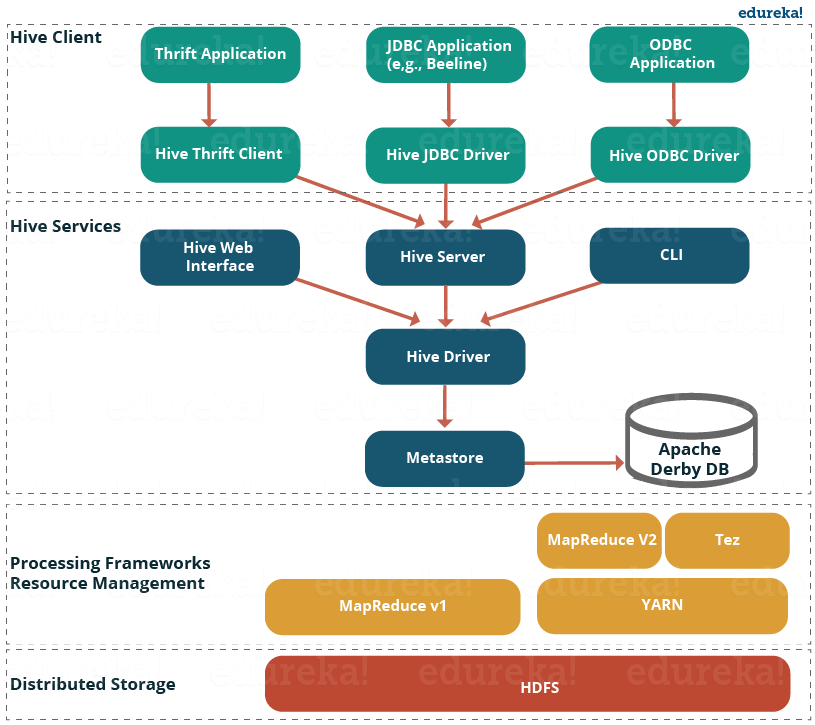 edureka!
Hive Client
Thrift Application
JDBC Application
(e,g., Beeline)
ODBC
Application
Hive Thrift Client
Hive JDBC Driver
Hive ODBC Driver
Hive Services
Hive Web
Interface
Hive Server
CLI
Hive Driver
Metastore
Apache
Derby DB
Processing Frameworks
Resource Management
MapReduce V2
Tez
MapReduce v1
YARN
Distributed Storage
HDFS